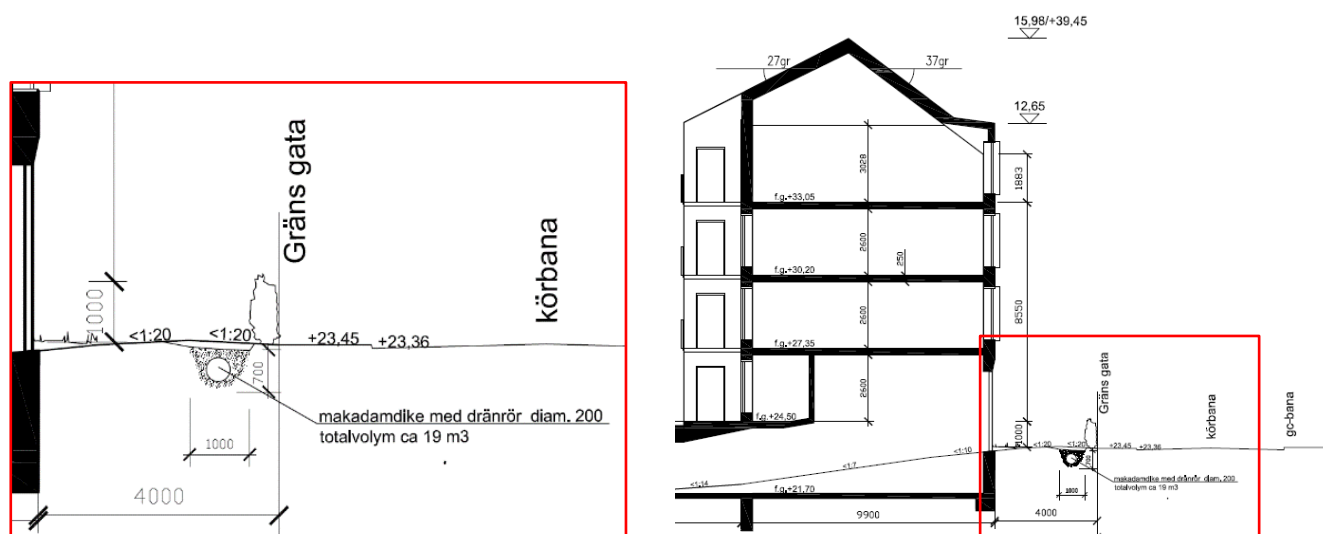 Gräns gata
körbana
1000
<1:20
<1:20
+23,45
+23,36
700
makadamdike med dränrör diam. 200
totalvolym ca 19 m3
1000
4000
15,98/+39,45
27gr
37gr
12,65
3028
1883
f.g.+33,05
2600
250
f.g.+30,20
8550
2600
f.g.+27,35
2600
f.g.+24,50
Gräns gata
körbana
gc-bana
1000
<1:20
<1:20
+23,45
+23,36
700
<1:10
<1:7
<1:14
makadamdike med dränrör diam. 200
totalvolym ca 19 m3
f.g.+21,70
9900
4000